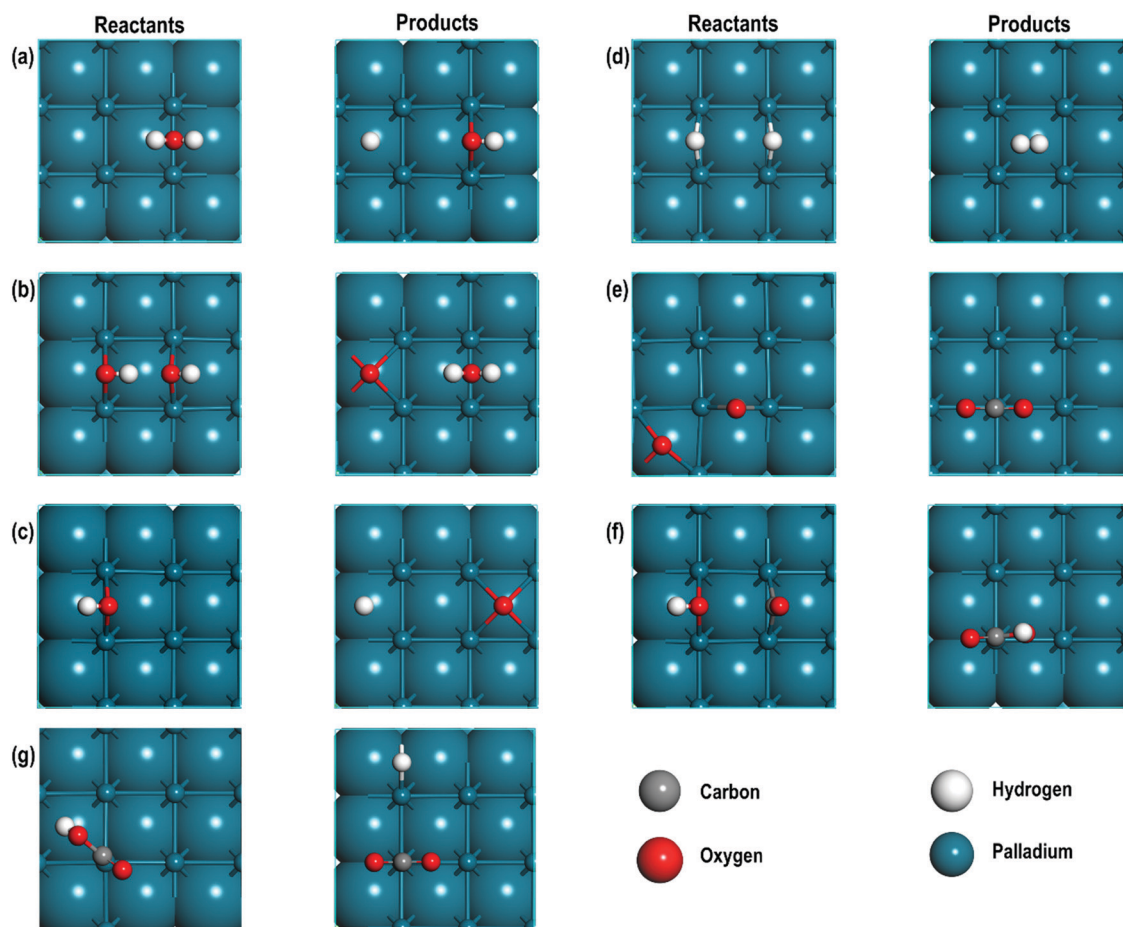 Reactants Products Reactants Products
(a) (d)
(b) (e)
(c) (f)
(g)
Carbon Hydrogen
Oxygen Palladium